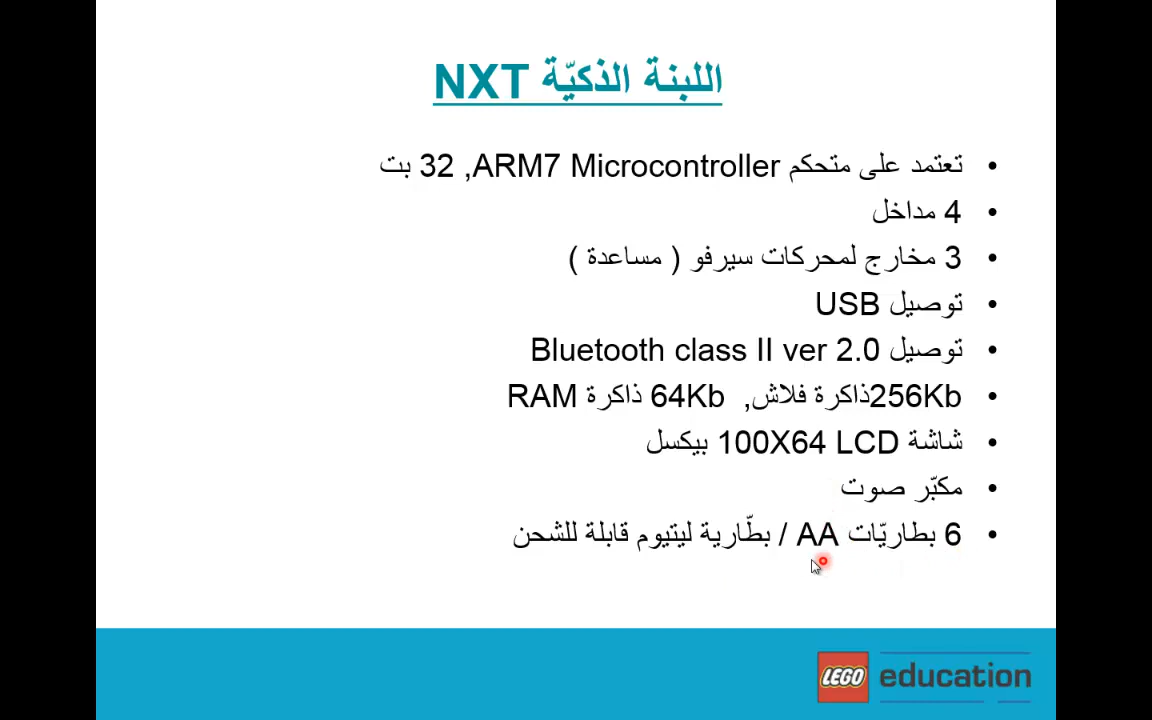 اللبنة الذكيّة NXT
• تعتمد على متحكم ARM7 Microcontroller, 32 بت
• 4 مداخل
• 3 مخارج لمحركات سيرفو ( مساعدة )
• توصيل USB
• توصيل Bluetooth class II ver 2.0
• 256Kbذاكرة فلاش, 64Kb ذاكرة RAM
• شاشة 100X64 LCD بيكسل
• مكبّر صوت
• 6 بطاريّات AA / بطّارية ليتيوم قابلة للشحن
LEGO education